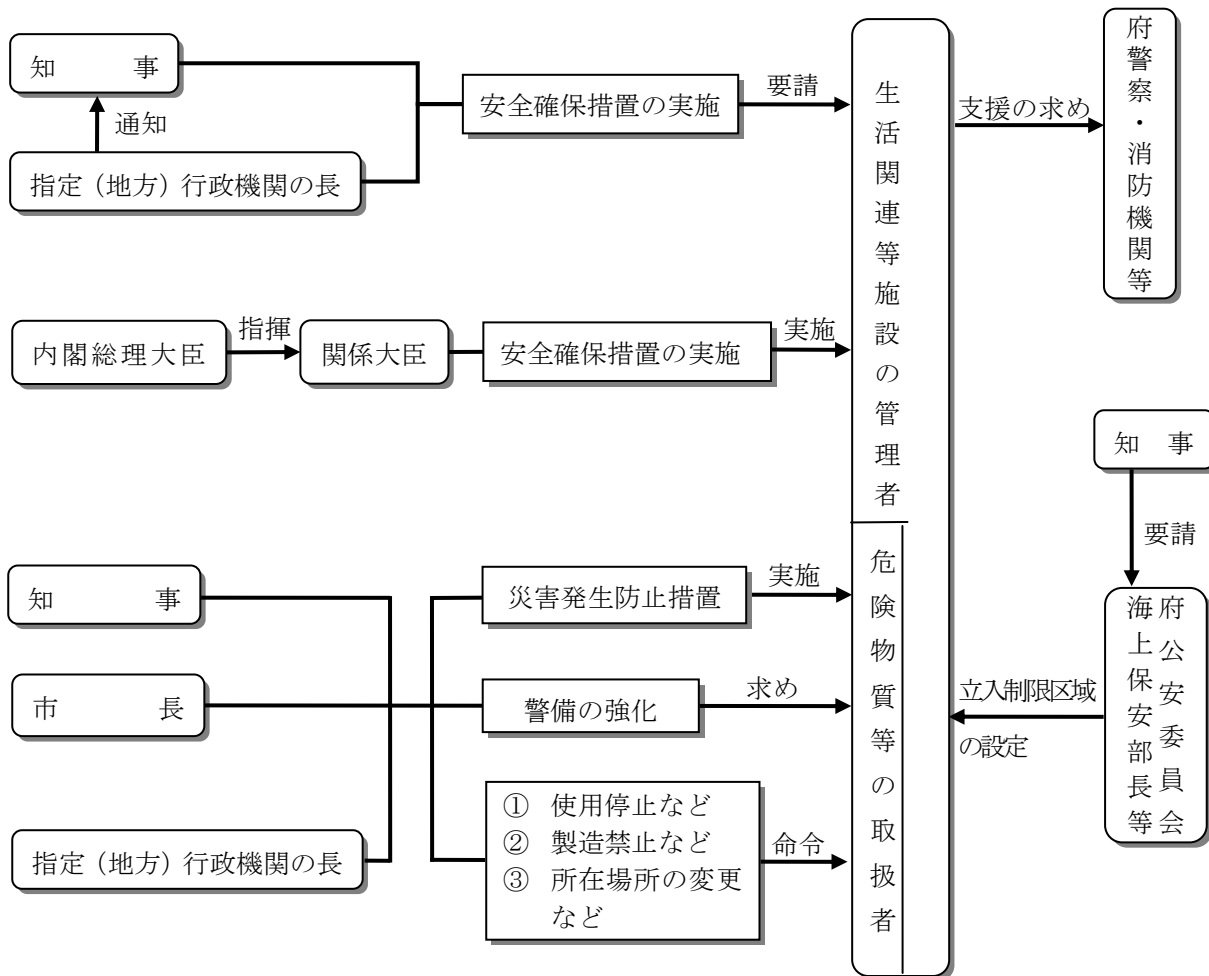 知　　事
通知
指定（地方）行政機関の長
安全確保措置の実施
要請
内閣総理大臣
指揮
関係大臣
安全確保措置の実施
実施
知　　事
市　　長
指定（地方）行政機関の長
災害発生防止措置
実施
警備の強化
求め
① 使用停止など
② 製造禁止など
③ 所在場所の変更
など
命令
生活関連等施設の管理者
危険物質等の取扱者
支援の求め
府警察・消防機関等
知　事
要請
府公安委員会
海上保安部長等
立入制限区域
の設定